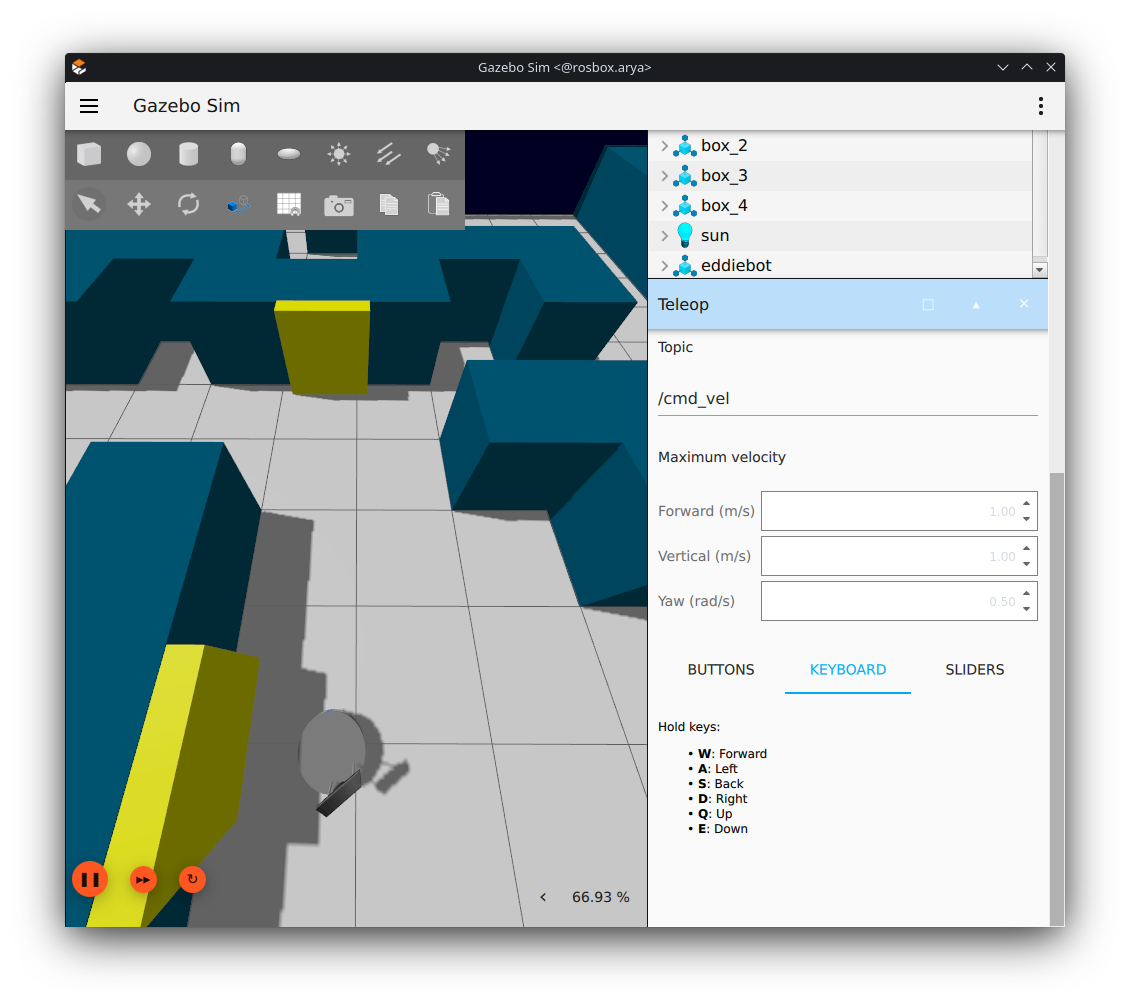 Gazebo Sim <@rosbox.arya>
Gazebo Sim
box_2
box_3
box_4
sun
eddiebot
Teleop
Topic
/cmd_vel
Maximum velocity
Forward (m/s) 1.00
Vertical (m/s) 1.00
Yaw (rad/s) 0.50
BUTTONS KEYBOARD SLIDERS
Hold keys:
• W: Forward
• A: Left
• S: Back
• D: Right
• Q: Up
• E: Down
66.93 %